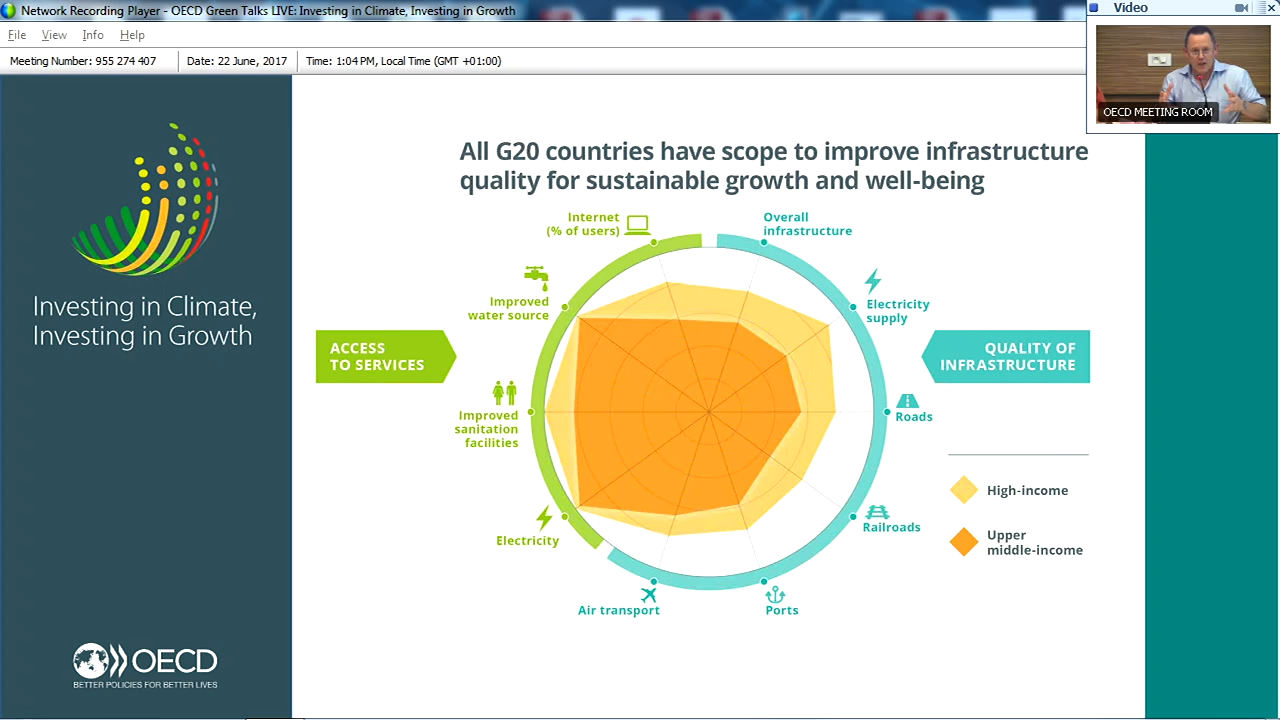 Network Recording Player - OECD Green Talks LIVE: Investing in Climate, Investing in Growth
Video
File View Info Help
Meeting Number: 955 274 407 Date: 22 June, 2017 Time: 1:04 PM, Local Time (GMT +01:00)
OECD MEETING ROOM
Investing in Climate,
Investing in Growth
OECD
BETTER POLICIES FOR BETTER LIVES
All G20 countries have scope to improve infrastructure
quality for sustainable growth and well-being
Internet
(% of users)
Overall
infrastructure
Improved
water source
Electricity
supply
ACCESS
TO SERVICES
QUALITY OF
INFRASTRUCTURE
Improved
sanitation
facilities
Roads
High-income
Railroads
Electricity
Upper
middle-income
Air transport
Ports